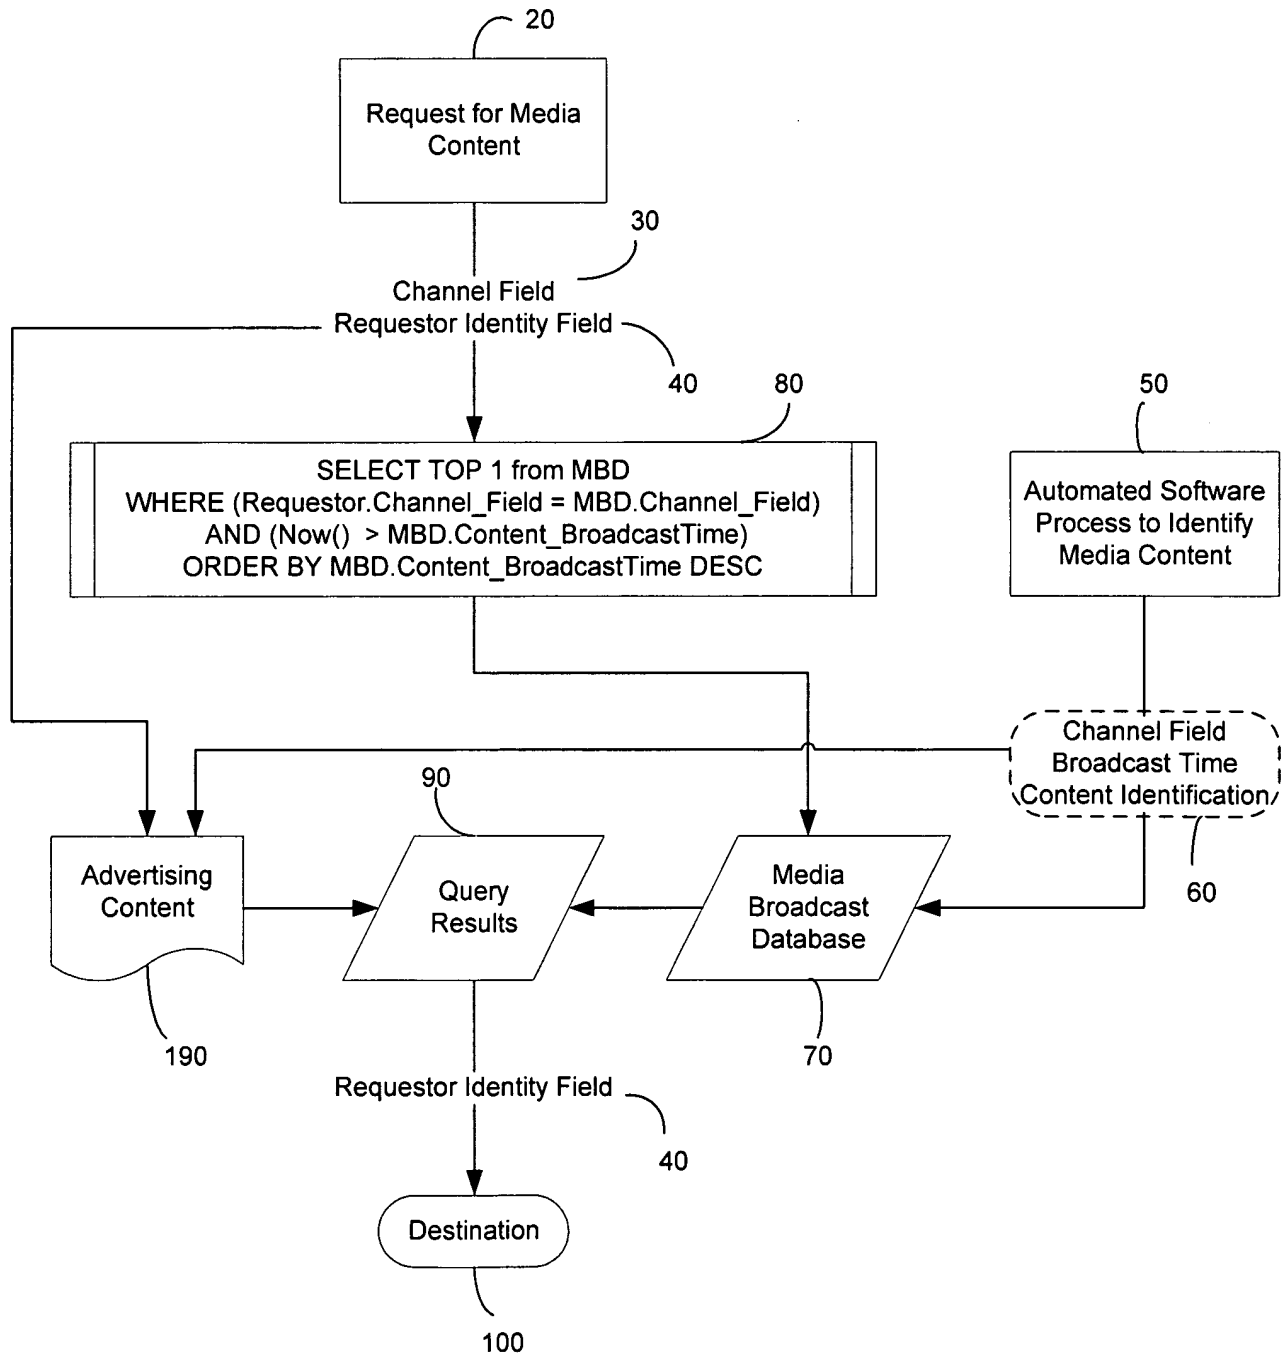 20
Request for Media
Content
30
Channel Field
Requestor Identity Field
40
80
50
SELECT TOP 1 from MBD
WHERE (Requestor.Channel_Field = MBD.Channel_Field)
AND (Now() > MBD.Content_BroadcastTime)
ORDER BY MBD.Content_BroadcastTime DESC
Automated Software
Process to Identify
Media Content
Channel Field
Broadcast Time
Content Identification
60
90
Advertising
Content
Query
Results
Media
Broadcast
Database
190
70
Requestor Identity Field
40
Destination
100